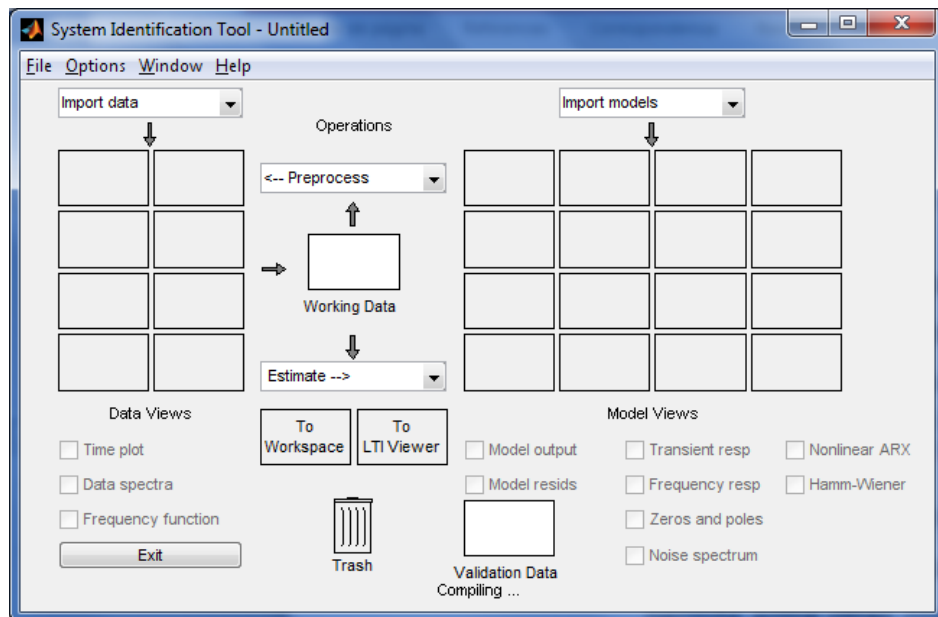 System Identification Tool - Untitled
File Options Window Help
Import data
Import models
Operations
<-- Preprocess
Working Data
Estimate -->
Data Views
To
Workspace
To
LTI Viewer
Model Views
Time plot
Data spectra
Frequency function
Exit
Trash
Model output
Model resids
Transient resp
Frequency resp
Zeros and poles
Noise spectrum
Nonlinear ARX
Hamm-Wiener
Validation Data
Compiling ...